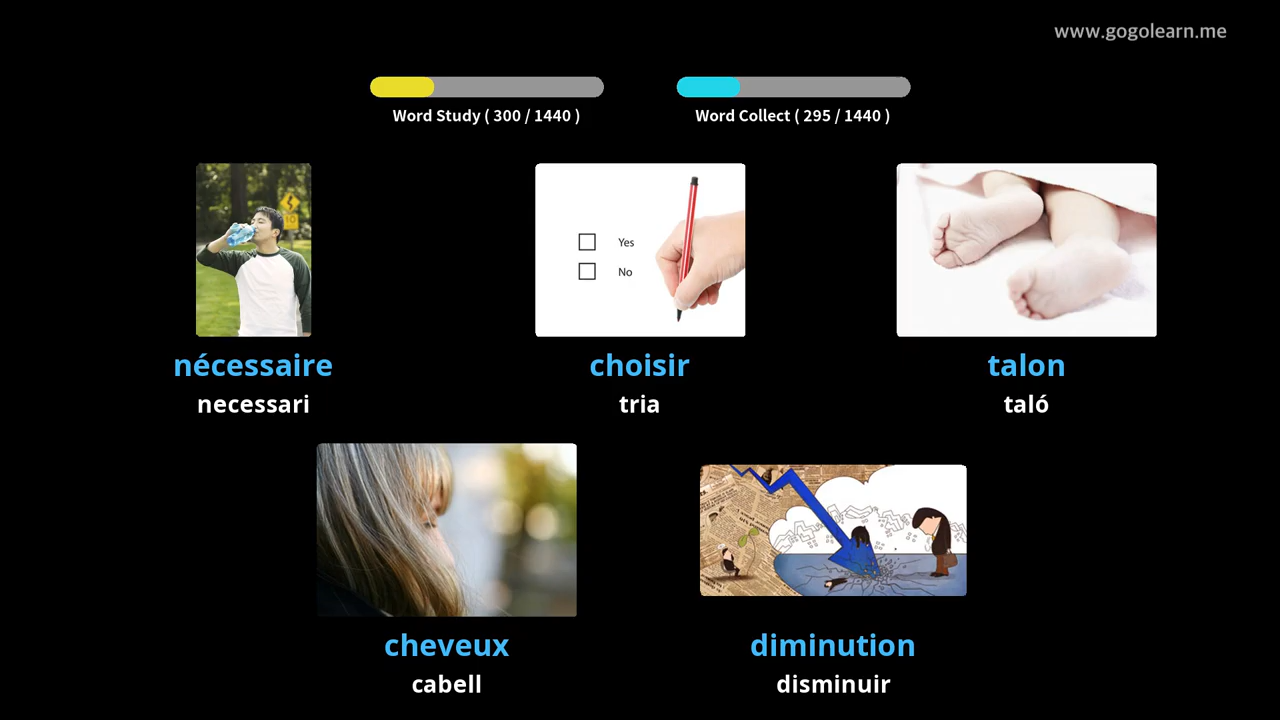 www.gogolearn.me
Word Study ( 300 / 1440 )
Word Collect ( 295 / 1440 )
Yes
No
nécessaire
necessari
choisir
tria
talon
taló
cheveux
cabell
diminution
disminuir